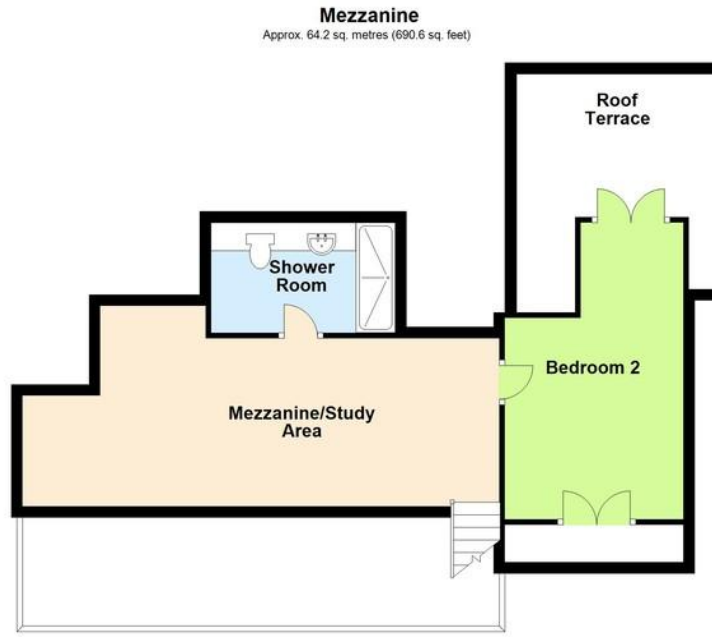 Mezzanine
Approx. 64.2 sq. metres (690.6 sq. feet)
Roof
Terrace
Shower
Room
Bedroom 2
Mezzanine/Study
Area